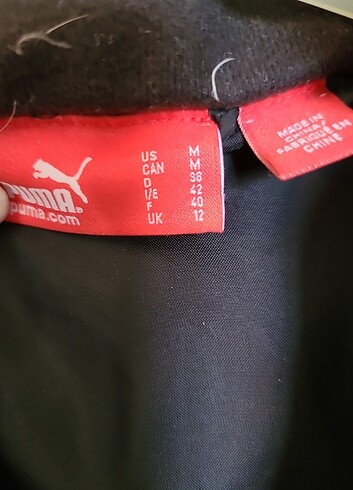 PUMA
puma.com
US M
CAN M
D 38
I/E 42
F 40
UK 12
MADE IN
CHINA/
FABRIQUÉ EN
CHINE